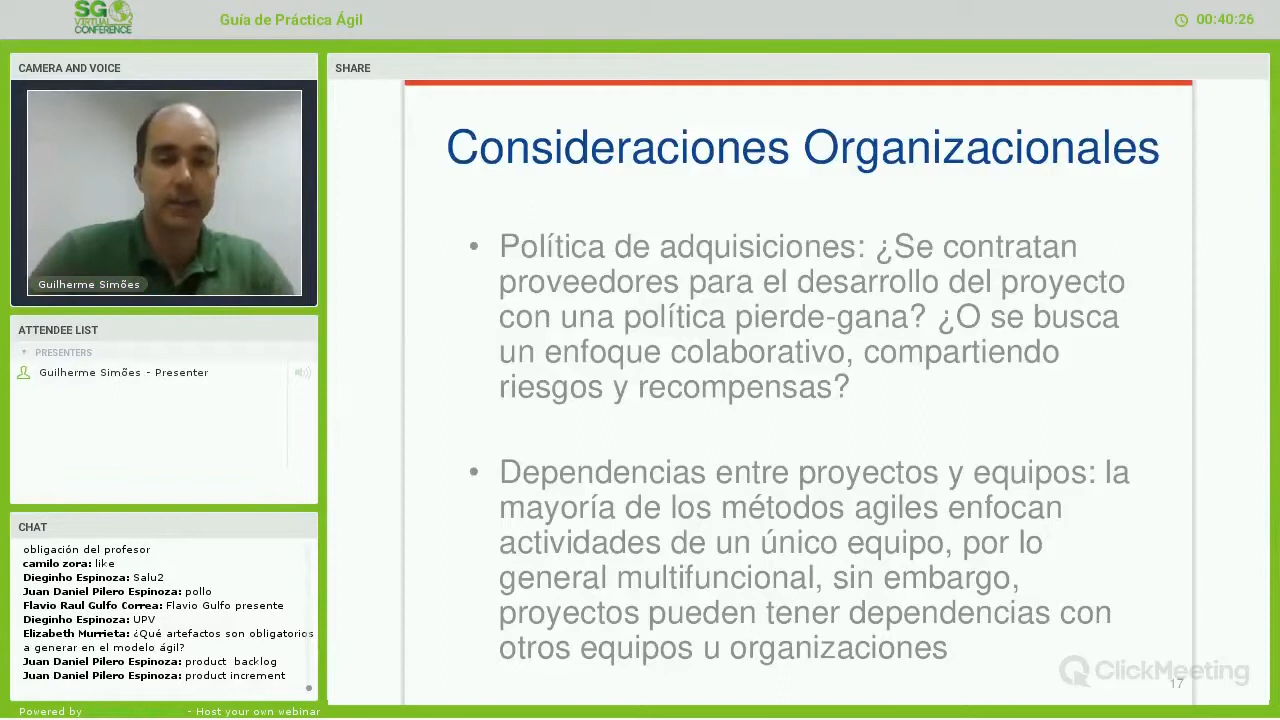 SG
VIRTUAL
CONFERENCE
Guía de Práctica Ágil
00:40:26
CAMERA AND VOICE
Guilherme Simões
ATTENDEE LIST
PRESENTERS
Guilherme Simões - Presenter
CHAT
obligación del profesor
camilo zora: like
Dieginho Espinoza: Salu2
Juan Daniel Pilero Espinoza: pollo
Flavio Raul Gulfo Correa: Flavio Gulfo presente
Dieginho Espinoza: UPV
Elizabeth Murrieta: ¿Qué artefactos son obligatorios
a generar en el modelo ágil?
Juan Daniel Pilero Espinoza: product backlog
Juan Daniel Pilero Espinoza: product increment
Powered by - Host your own webinar
SHARE
Consideraciones Organizacionales
• Política de adquisiciones: ¿Se contratan
proveedores para el desarrollo del proyecto
con una política pierde-gana? ¿O se busca
un enfoque colaborativo, compartiendo
riesgos y recompensas?
• Dependencias entre proyectos y equipos: la
mayoría de los métodos agiles enfocan
actividades de un único equipo, por lo
general multifuncional, sin embargo,
proyectos pueden tener dependencias con
otros equipos u organizaciones
ClickMeeting
17